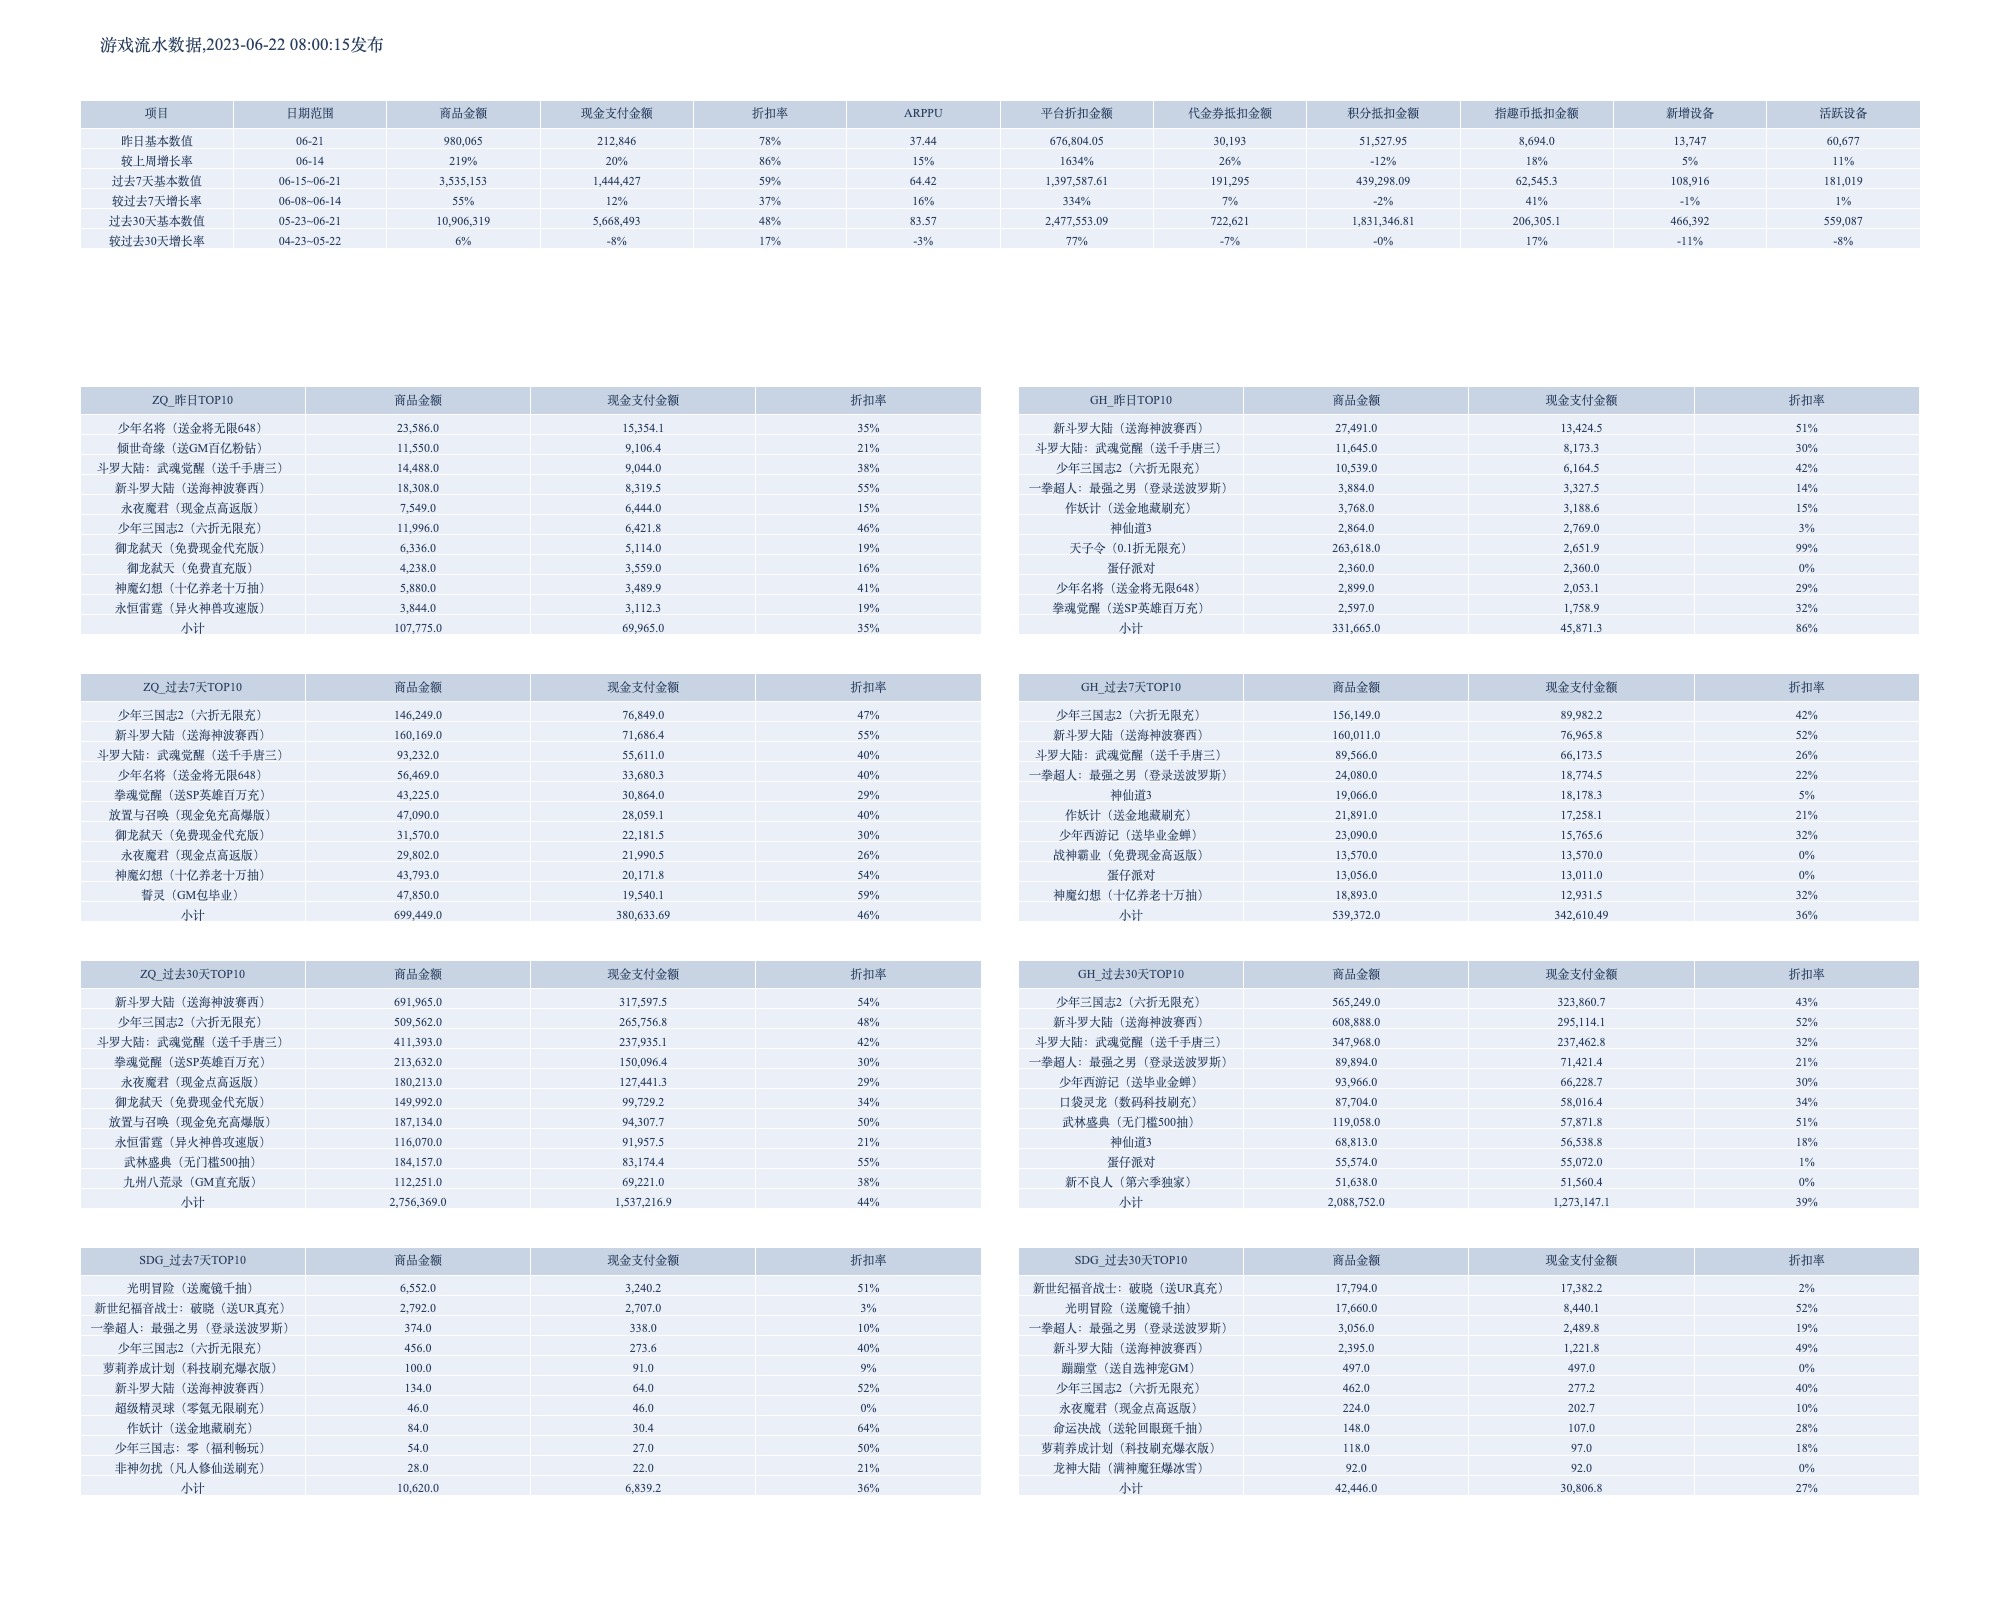 游戏流水数据,2023-06-22 08:00:15发布
项目 日期范围 商品金额 现金支付金额 折扣率 ARPPU 平台折扣金额 代金券抵扣金额 积分抵扣金额 指趣币抵扣金额 新增设备 活跃设备
昨日基本数值 06-21 980,065 212,846 78% 37.44 676,804.05 30,193 51,527.95 8,694.0 13,747 60,677
较上周增长率 06-14 219% 20% 86% 15% 1634% 26% -12% 18% 5% 11%
过去7天基本数值 06-15~06-21 3,535,153 1,444,427 59% 64.42 1,397,587.61 191,295 439,298.09 62,545.3 108,916 181,019
较过去7天增长率 06-08~06-14 55% 12% 37% 16% 334% 7% -2% 41% -1% 1%
过去30天基本数值 05-23~06-21 10,906,319 5,668,493 48% 83.57 2,477,553.09 722,621 1,831,346.81 206,305.1 466,392 559,087
较过去30天增长率 04-23~05-22 6% -8% 17% -3% 77% -7% -0% 17% -11% -8%
ZQ_昨日TOP10 商品金额 现金支付金额 折扣率
少年名将（送金将无限648） 23,586.0 15,354.1 35%
倾世奇缘（送GM百亿粉钻） 11,550.0 9,106.4 21%
斗罗大陆：武魂觉醒（送千手唐三） 14,488.0 9,044.0 38%
新斗罗大陆（送海神波赛西） 18,308.0 8,319.5 55%
永夜魔君（现金点高返版） 7,549.0 6,444.0 15%
少年三国志2（六折无限充） 11,996.0 6,421.8 46%
御龙弑天（免费现金代充版） 6,336.0 5,114.0 19%
御龙弑天（免费直充版） 4,238.0 3,559.0 16%
神魔幻想（十亿养老十万抽） 5,880.0 3,489.9 41%
永恒雷霆（异火神兽攻速版） 3,844.0 3,112.3 19%
小计 107,775.0 69,965.0 35%
GH_昨日TOP10 商品金额 现金支付金额 折扣率
新斗罗大陆（送海神波赛西） 27,491.0 13,424.5 51%
斗罗大陆：武魂觉醒（送千手唐三） 11,645.0 8,173.3 30%
少年三国志2（六折无限充） 10,539.0 6,164.5 42%
一拳超人：最强之男（登录送波罗斯） 3,884.0 3,327.5 14%
作妖计（送金地藏刷充） 3,768.0 3,188.6 15%
神仙道3 2,864.0 2,769.0 3%
天子令（0.1折无限充） 263,618.0 2,651.9 99%
蛋仔派对 2,360.0 2,360.0 0%
少年名将（送金将无限648） 2,899.0 2,053.1 29%
拳魂觉醒（送SP英雄百万充） 2,597.0 1,758.9 32%
小计 331,665.0 45,871.3 86%
ZQ_过去7天TOP10 商品金额 现金支付金额 折扣率
少年三国志2（六折无限充） 146,249.0 76,849.0 47%
新斗罗大陆（送海神波赛西） 160,169.0 71,686.4 55%
斗罗大陆：武魂觉醒（送千手唐三） 93,232.0 55,611.0 40%
少年名将（送金将无限648） 56,469.0 33,680.3 40%
拳魂觉醒（送SP英雄百万充） 43,225.0 30,864.0 29%
放置与召唤（现金免充高爆版） 47,090.0 28,059.1 40%
御龙弑天（免费现金代充版） 31,570.0 22,181.5 30%
永夜魔君（现金点高返版） 29,802.0 21,990.5 26%
神魔幻想（十亿养老十万抽） 43,793.0 20,171.8 54%
誓灵（GM包毕业） 47,850.0 19,540.1 59%
小计 699,449.0 380,633.69 46%
GH_过去7天TOP10 商品金额 现金支付金额 折扣率
少年三国志2（六折无限充） 156,149.0 89,982.2 42%
新斗罗大陆（送海神波赛西） 160,011.0 76,965.8 52%
斗罗大陆：武魂觉醒（送千手唐三） 89,566.0 66,173.5 26%
一拳超人：最强之男（登录送波罗斯） 24,080.0 18,774.5 22%
神仙道3 19,066.0 18,178.3 5%
作妖计（送金地藏刷充） 21,891.0 17,258.1 21%
少年西游记（送毕业金蝉） 23,090.0 15,765.6 32%
战神霸业（免费现金高返版） 13,570.0 13,570.0 0%
蛋仔派对 13,056.0 13,011.0 0%
神魔幻想（十亿养老十万抽） 18,893.0 12,931.5 32%
小计 539,372.0 342,610.49 36%
ZQ_过去30天TOP10 商品金额 现金支付金额 折扣率
新斗罗大陆（送海神波赛西） 691,965.0 317,597.5 54%
少年三国志2（六折无限充） 509,562.0 265,756.8 48%
斗罗大陆：武魂觉醒（送千手唐三） 411,393.0 237,935.1 42%
拳魂觉醒（送SP英雄百万充） 213,632.0 150,096.4 30%
永夜魔君（现金点高返版） 180,213.0 127,441.3 29%
御龙弑天（免费现金代充版） 149,992.0 99,729.2 34%
放置与召唤（现金免充高爆版） 187,134.0 94,307.7 50%
永恒雷霆（异火神兽攻速版） 116,070.0 91,957.5 21%
武林盛典（无门槛500抽） 184,157.0 83,174.4 55%
九州八荒录（GM直充版） 112,251.0 69,221.0 38%
小计 2,756,369.0 1,537,216.9 44%
GH_过去30天TOP10 商品金额 现金支付金额 折扣率
少年三国志2（六折无限充） 565,249.0 323,860.7 43%
新斗罗大陆（送海神波赛西） 608,888.0 295,114.1 52%
斗罗大陆：武魂觉醒（送千手唐三） 347,968.0 237,462.8 32%
一拳超人：最强之男（登录送波罗斯） 89,894.0 71,421.4 21%
少年西游记（送毕业金蝉） 93,966.0 66,228.7 30%
口袋灵龙（数码科技刷充） 87,704.0 58,016.4 34%
武林盛典（无门槛500抽） 119,058.0 57,871.8 51%
神仙道3 68,813.0 56,538.8 18%
蛋仔派对 55,574.0 55,072.0 1%
新不良人（第六季独家） 51,638.0 51,560.4 0%
小计 2,088,752.0 1,273,147.1 39%
SDG_过去7天TOP10 商品金额 现金支付金额 折扣率
光明冒险（送魔镜千抽） 6,552.0 3,240.2 51%
新世纪福音战士：破晓（送UR真充） 2,792.0 2,707.0 3%
一拳超人：最强之男（登录送波罗斯） 374.0 338.0 10%
少年三国志2（六折无限充） 456.0 273.6 40%
萝莉养成计划（科技刷充爆衣版） 100.0 91.0 9%
新斗罗大陆（送海神波赛西） 134.0 64.0 52%
超级精灵球（零氪无限刷充） 46.0 46.0 0%
作妖计（送金地藏刷充） 84.0 30.4 64%
少年三国志：零（福利畅玩） 54.0 27.0 50%
非神勿扰（凡人修仙送刷充） 28.0 22.0 21%
小计 10,620.0 6,839.2 36%
SDG_过去30天TOP10 商品金额 现金支付金额 折扣率
新世纪福音战士：破晓（送UR真充） 17,794.0 17,382.2 2%
光明冒险（送魔镜千抽） 17,660.0 8,440.1 52%
一拳超人：最强之男（登录送波罗斯） 3,056.0 2,489.8 19%
新斗罗大陆（送海神波赛西） 2,395.0 1,221.8 49%
蹦蹦堂（送自选神宠GM） 497.0 497.0 0%
少年三国志2（六折无限充） 462.0 277.2 40%
永夜魔君（现金点高返版） 224.0 202.7 10%
命运决战（送轮回眼斑千抽） 148.0 107.0 28%
萝莉养成计划（科技刷充爆衣版） 118.0 97.0 18%
龙神大陆（满神魔狂爆冰雪） 92.0 92.0 0%
小计 42,446.0 30,806.8 27%